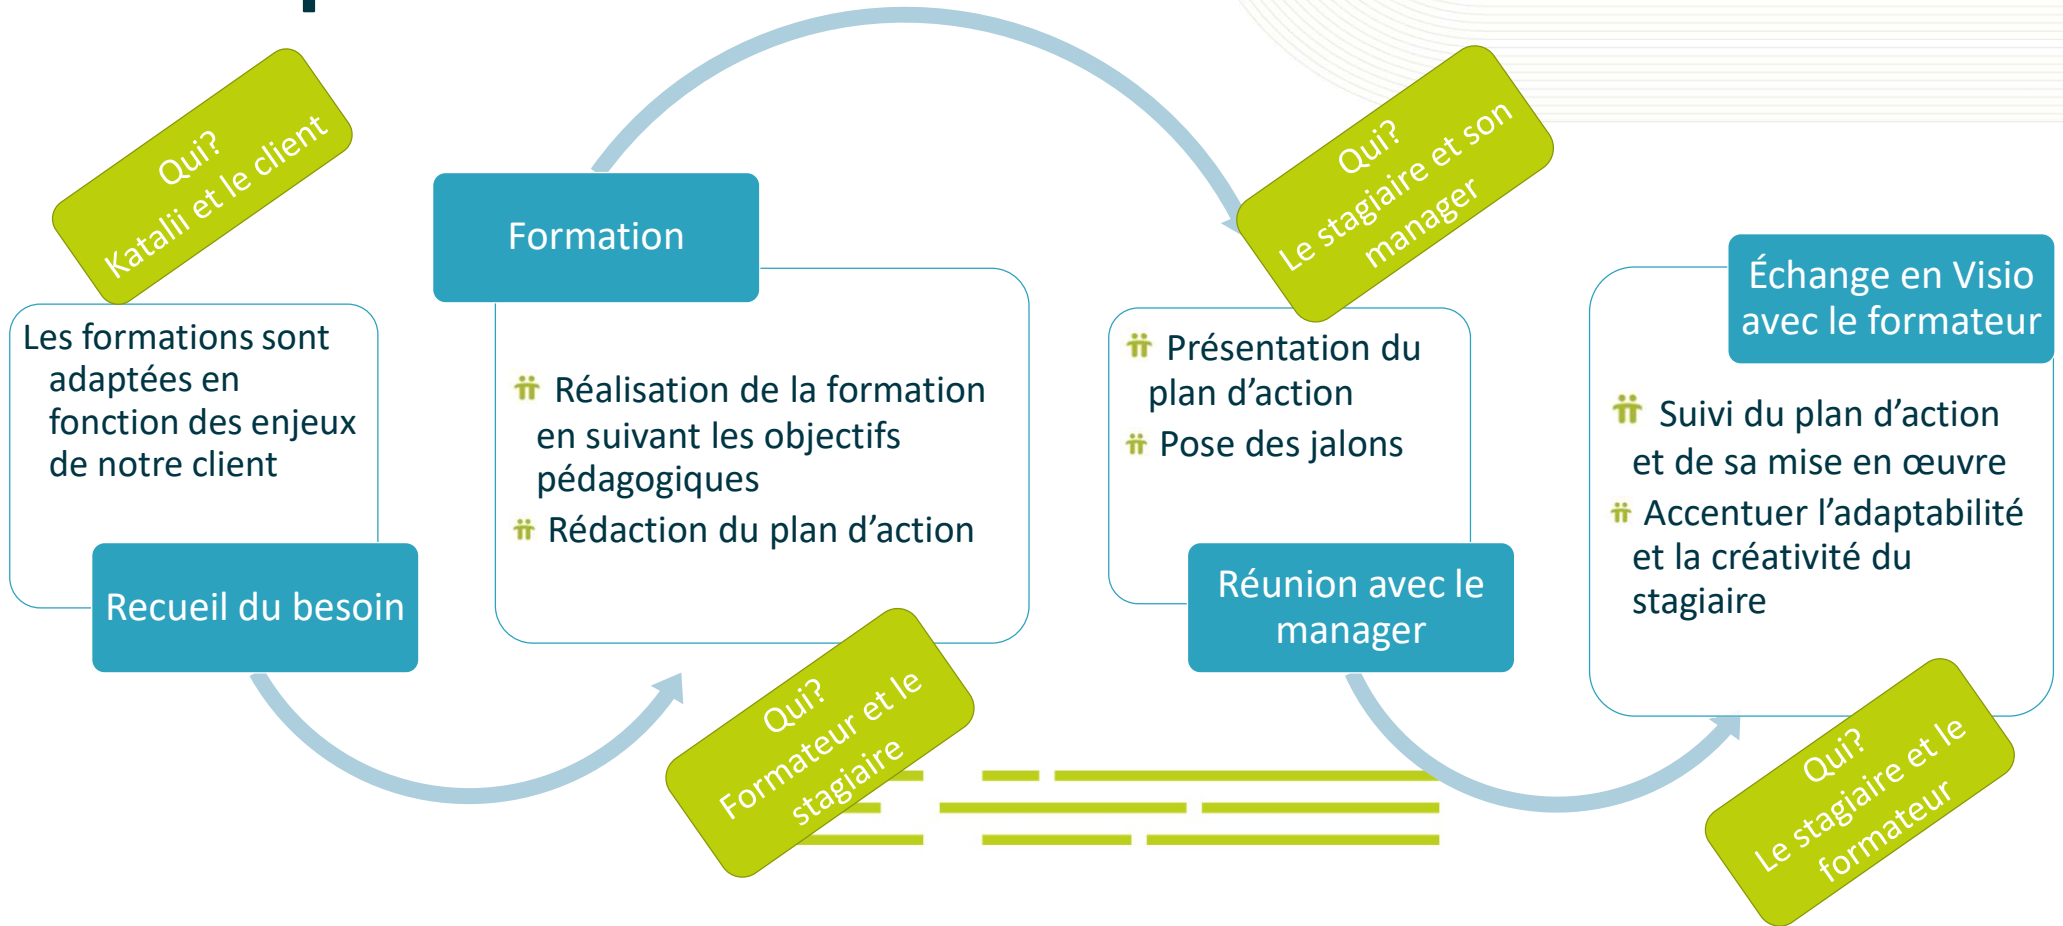 Qui?
Katalii et le client
Les formations sont
adaptées en
fonction des enjeux
de notre client
Recueil du besoin
Formation
Réalisation de la formation
en suivant les objectifs
pédagogiques
Rédaction du plan d’action
Qui?
Formateur et le
stagiaire
Qui?
Le stagiaire et son
manager
Présentation du
plan d’action
Pose des jalons
Réunion avec le
manager
Échange en Visio
avec le formateur
Suivi du plan d’action
et de sa mise en œuvre
Accentuer l’adaptabilité
et la créativité du
stagiaire
Qui?
Le stagiaire et le
formateur